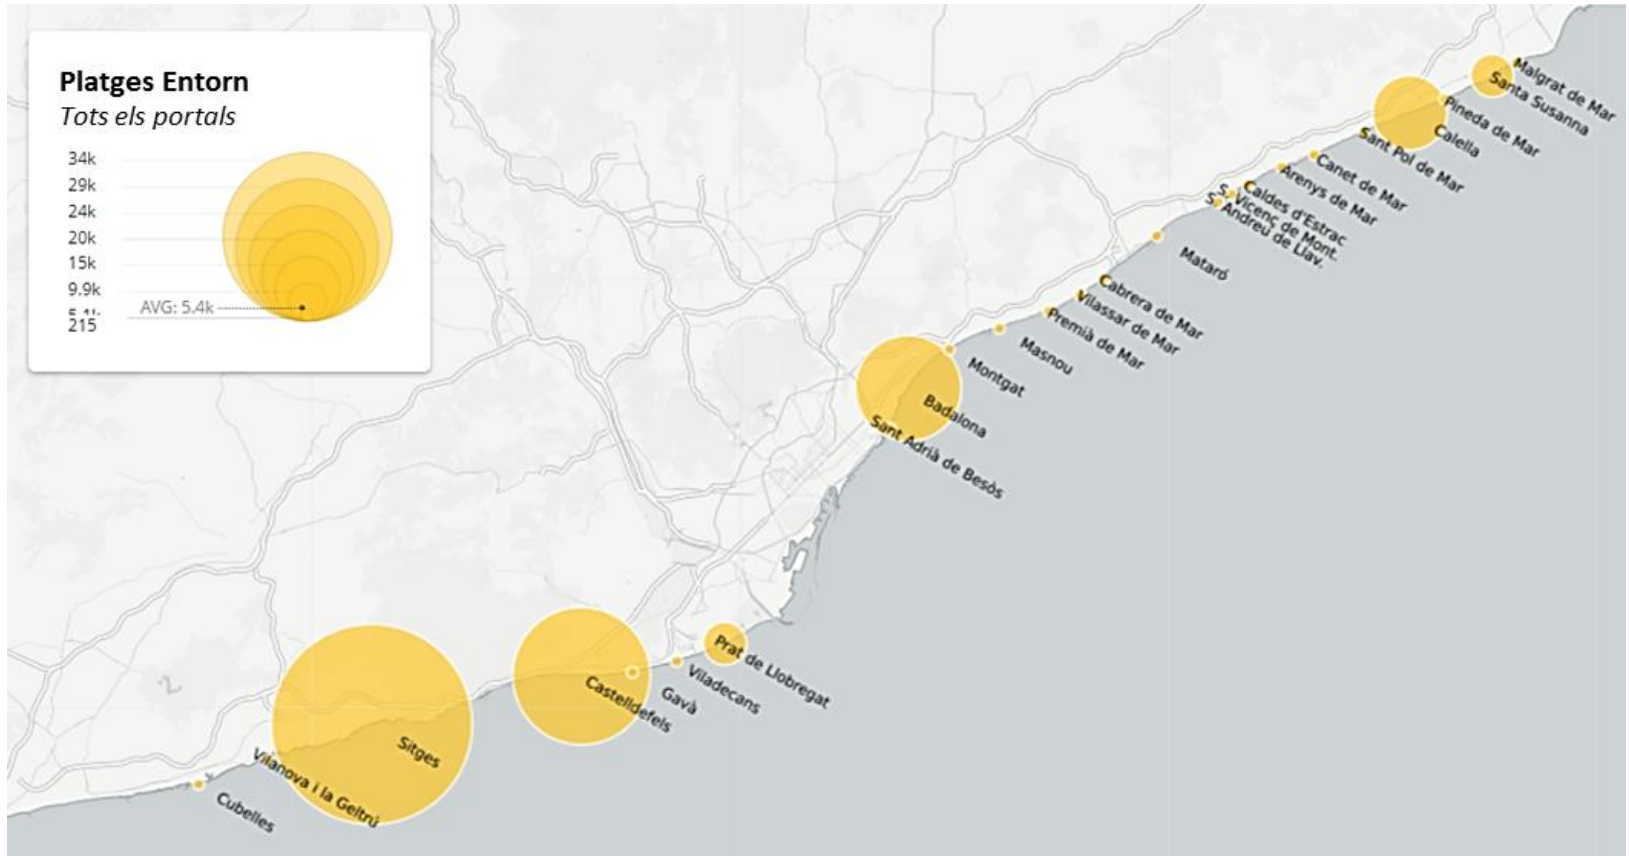 Platges Entorn
Tots els portals
34k
29k
24k
20k
15k
9.9k
AVG: 5.4k
215
Malgrat de Mar
Santa Susanna
Pineda de Mar
Calella
Sant Pol de Mar
Canet de Mar
Arenys de Mar
Caldes d'Estrac
S. Vicenç de Mont.
S. Andreu de Llav.
Mataró
Cabrera de Mar
Vilassar de Mar
Premià de Mar
Masnou
Montgat
Badalona
Sant Adrià de Besòs
Prat de Llobregat
Viladecans
Gavà
Castelldefels
Sitges
Vilanova i la Geltrú
Cubelles